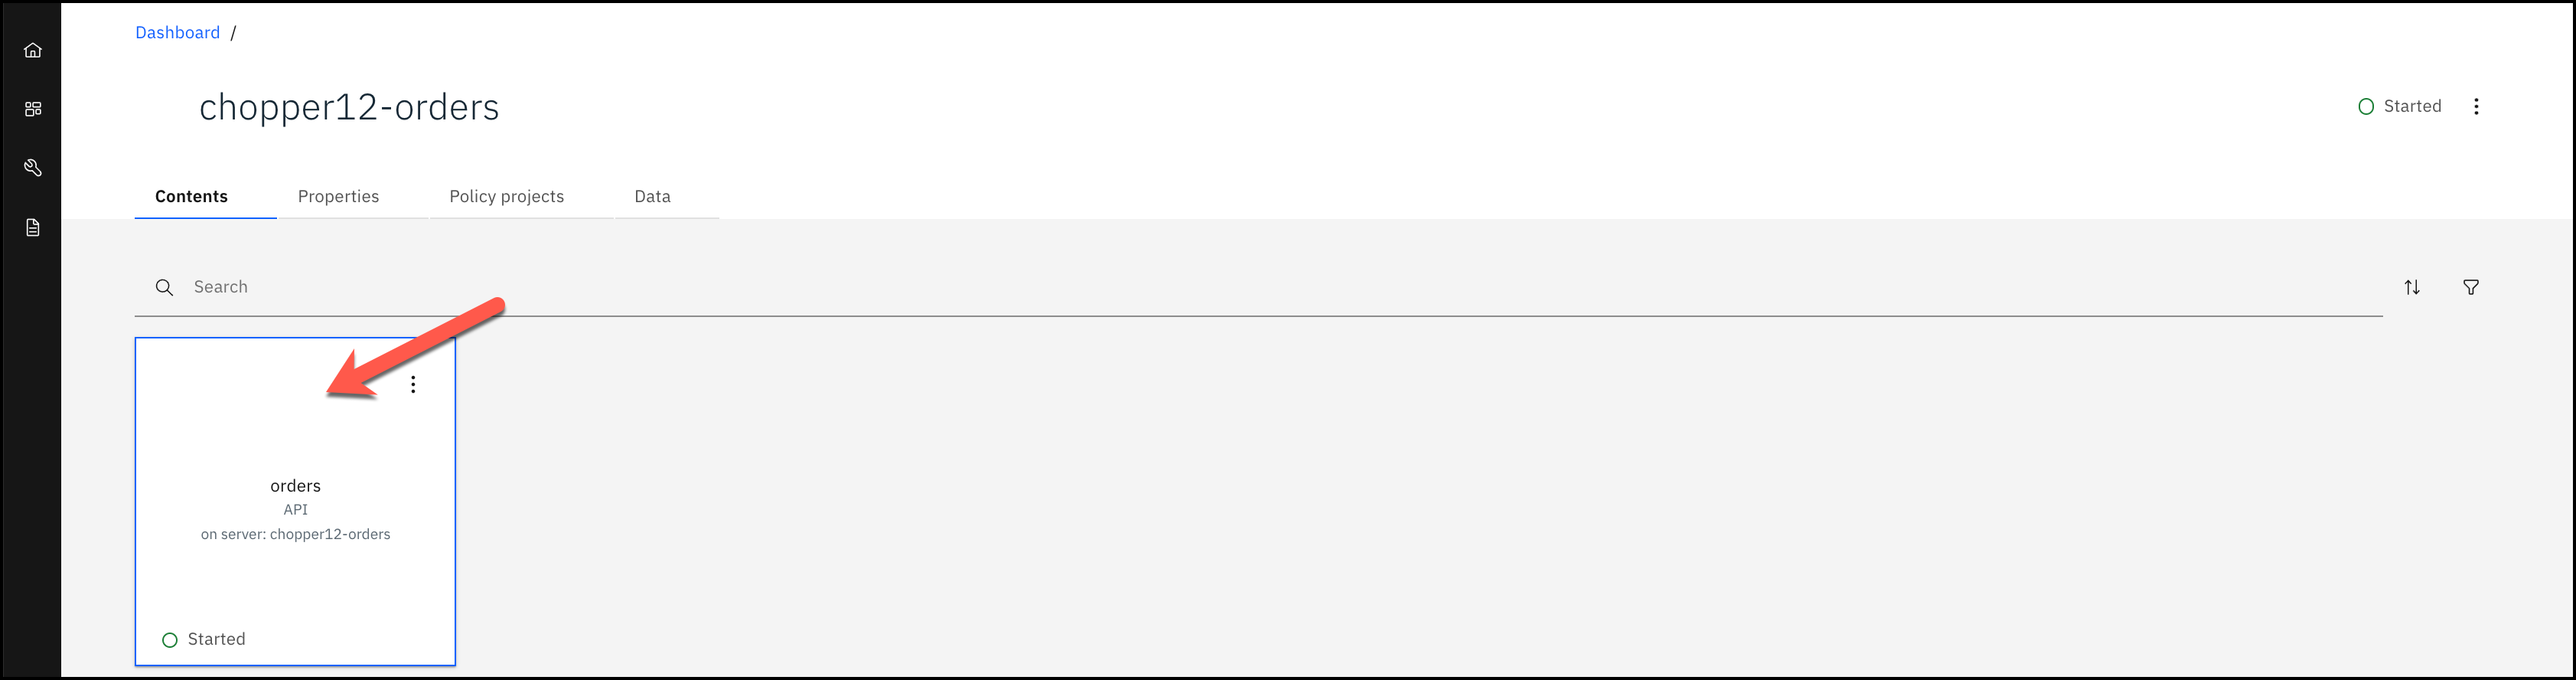 Dashboard /
chopper12-orders
Started
Contents Properties Policy projects Data
Search
orders
API
on server: chopper12-orders
Started